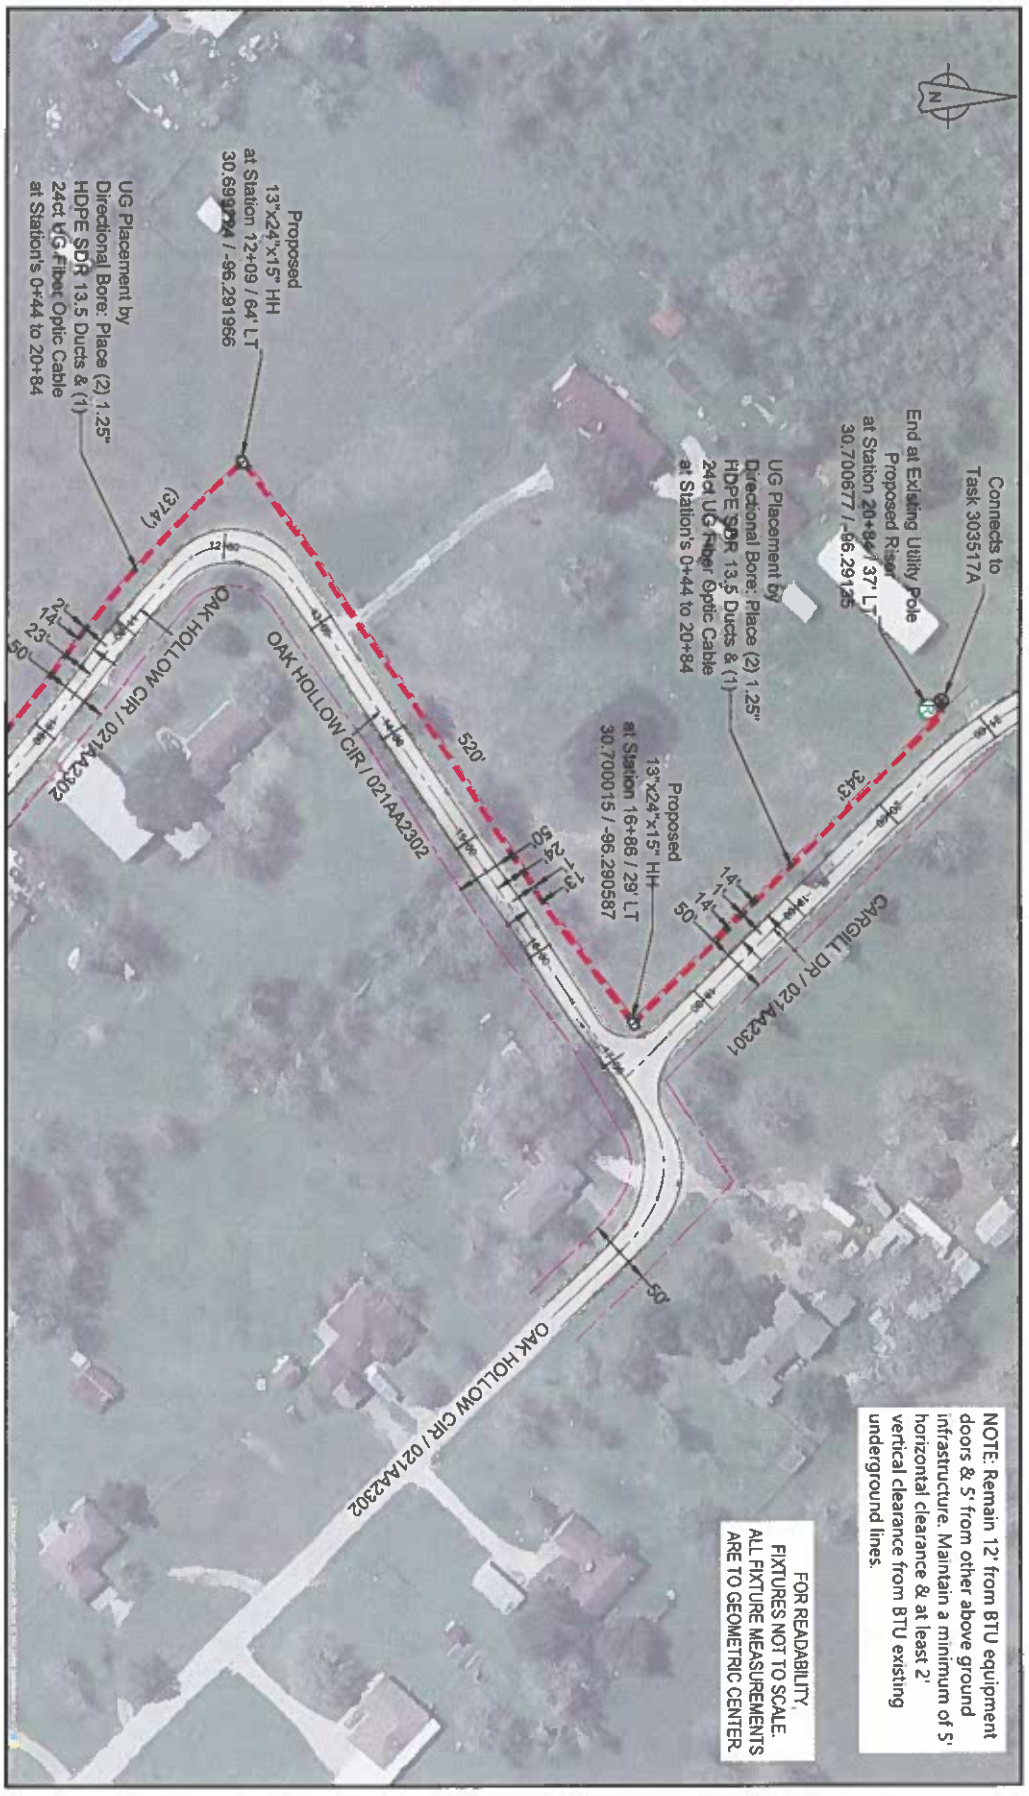 N
Connects to
Task 303517A
End at Existing Utility Pole
Proposed Riser
at Station 20+84 / 37' LT
30.700677 / -96.29135
R
UG Placement by
Directional Bore: Place (2) 1.25"
HDPE SDR 13.5 Ducts & (1)
24ct UG Fiber Optic Cable
at Station's 0+44 to 20+84
Proposed
13"x24"x15" HH
at Station 16+86 / 29' LT
30.700015 / -96.290587
Proposed
13"x24"x15" HH
at Station 12+09 / 64' LT
/ -96.291966
UG Placement by
Directional Bore: Place (2) 1.25"
HDPE SDR 13.5 Ducts & (1)
24ct UG Fiber Optic Cable
at Station's 0+44 to 20+84
343'
14'
1'
14'
50'
CARGILL DR / 021AA2301
520'
(374')
2'
14'
23'
50'
OAK HOLLOW CIR / 021AA2302
OAK HOLLOW CIR / 021AA2302
50'
OAK HOLLOW CIR / 021AA2302
NOTE: Remain 12' from BTU equipment
doors & 5' from other above ground
infrastructure. Maintain a minimum of 5'
horizontal clearance & at least 2'
vertical clearance from BTU existing
underground lines.
FOR READABILITY,
FIXTURES NOT TO SCALE.
ALL FIXTURE MEASUREMENTS
ARE TO GEOMETRIC CENTER.